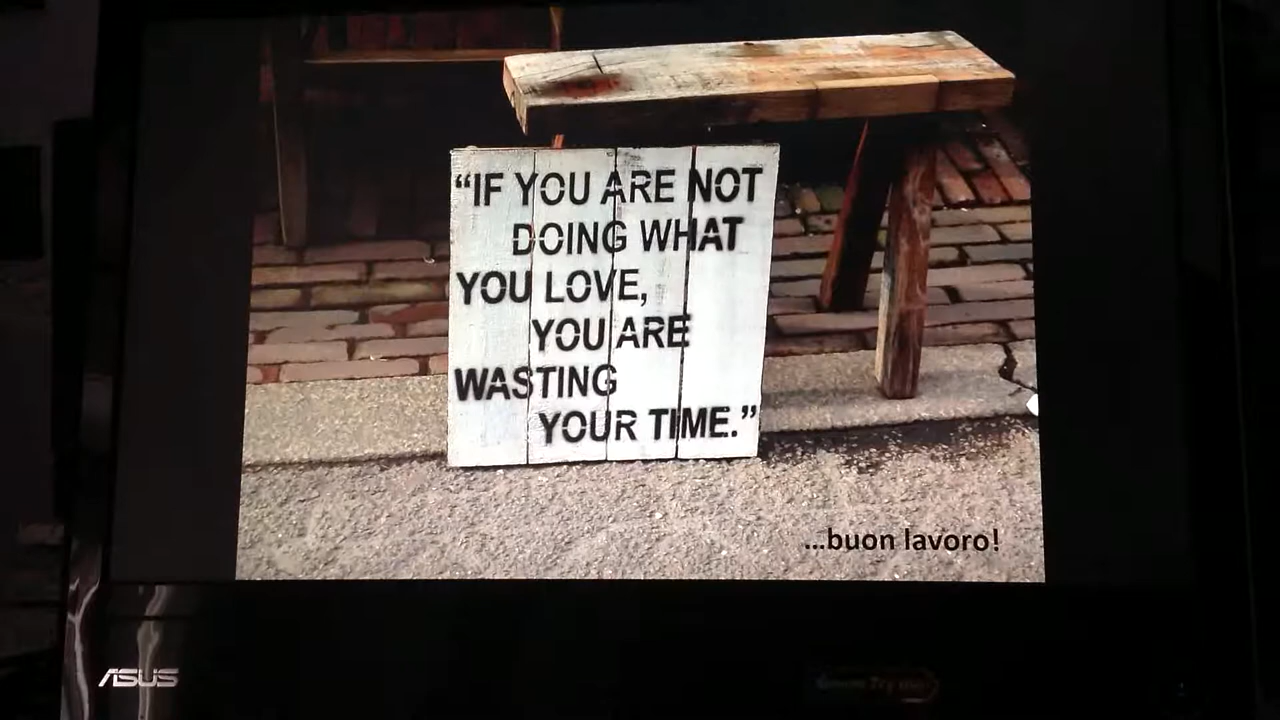 “IF YOU ARE NOT
DOING WHAT
YOU LOVE,
YOU ARE
WASTING
YOUR TIME.”
...buon lavoro!
ASUS